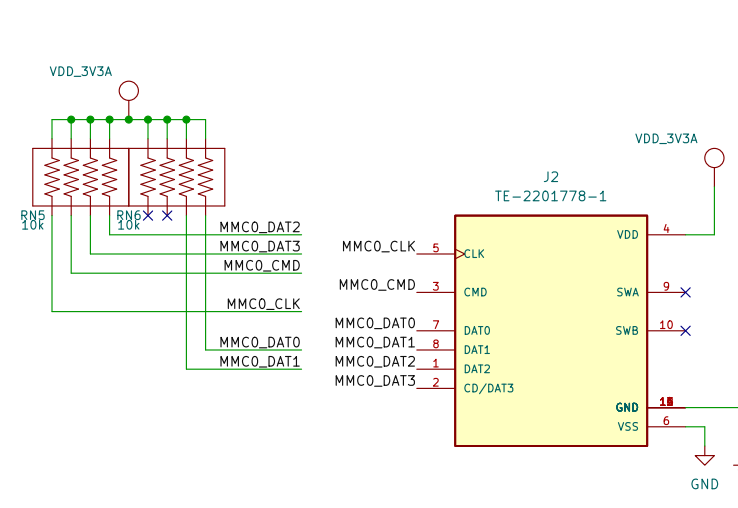 VDD_3V3A
RN5
10k
RN6
10k
MMC0_DAT2
MMC0_DAT3
MMC0_CMD
MMC0_CLK
MMC0_DAT0
MMC0_DAT1
J2
TE-2201778-1
VDD_3V3A
MMC0_CLK 5 CLK
MMC0_CMD 3 CMD
MMC0_DAT0 7 DAT0
MMC0_DAT1 8 DAT1
MMC0_DAT2 1 DAT2
MMC0_DAT3 2 CD/DAT3
VDD 4
SWA 9
SWB 10
GND
VSS 6
GND